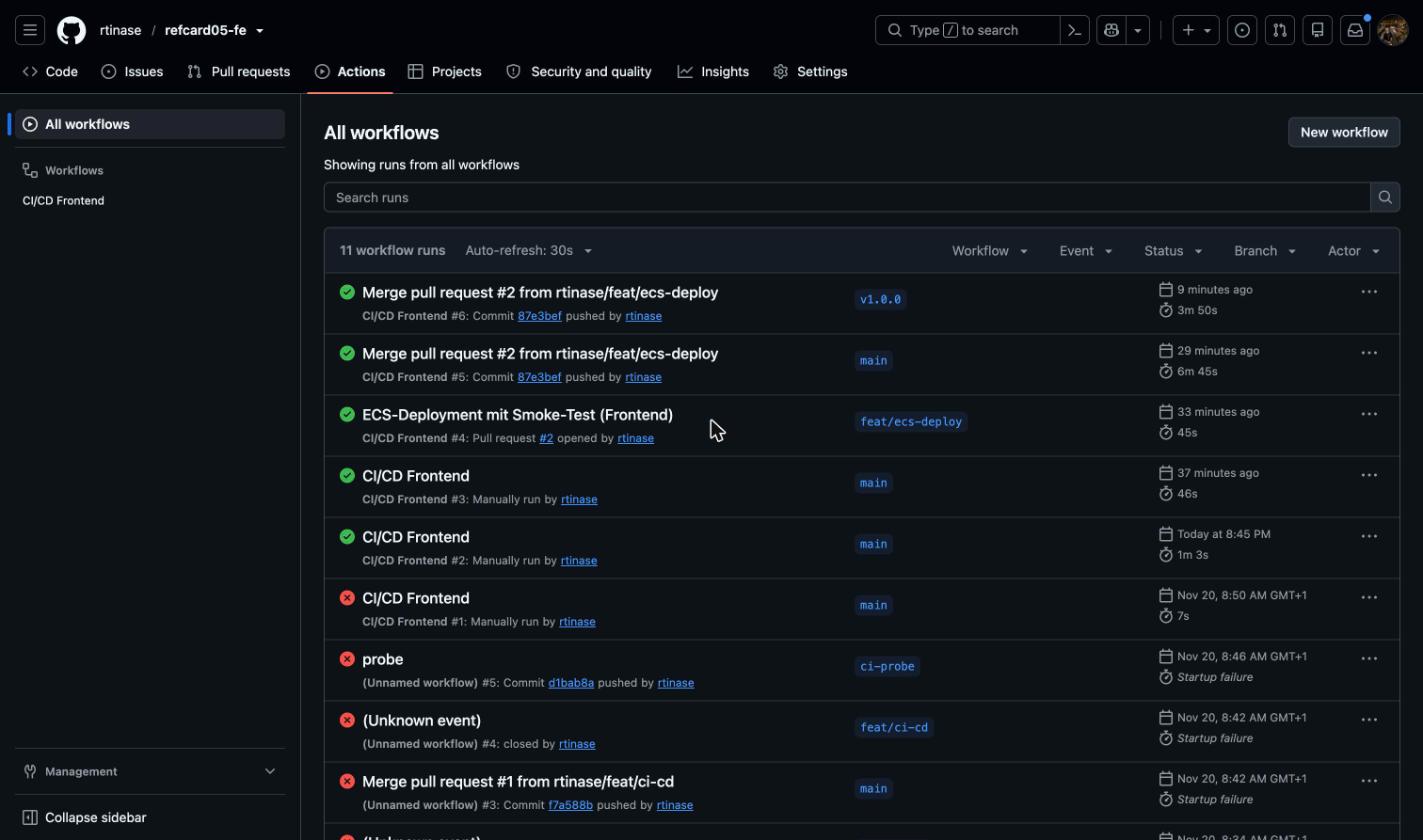 rtinase / refcard05-fe
Type / to search
Code Issues Pull requests Actions Projects Security and quality Insights Settings
All workflows
Workflows
CI/CD Frontend
Management
Collapse sidebar
All workflows
New workflow
Showing runs from all workflows
Search runs
11 workflow runs Auto-refresh: 30s Workflow Event Status Branch Actor
Merge pull request #2 from rtinase/feat/ecs-deploy
CI/CD Frontend #6: Commit 87e3bef pushed by rtinase
v1.0.0
9 minutes ago
3m 50s
Merge pull request #2 from rtinase/feat/ecs-deploy
CI/CD Frontend #5: Commit 87e3bef pushed by rtinase
main
29 minutes ago
6m 45s
ECS-Deployment mit Smoke-Test (Frontend)
CI/CD Frontend #4: Pull request #2 opened by rtinase
feat/ecs-deploy
33 minutes ago
45s
CI/CD Frontend
CI/CD Frontend #3: Manually run by rtinase
main
37 minutes ago
46s
CI/CD Frontend
CI/CD Frontend #2: Manually run by rtinase
main
Today at 8:45 PM
1m 3s
CI/CD Frontend
CI/CD Frontend #1: Manually run by rtinase
main
Nov 20, 8:50 AM GMT+1
7s
probe
(Unnamed workflow) #5: Commit d1bab8a pushed by rtinase
ci-probe
Nov 20, 8:46 AM GMT+1
Startup failure
(Unknown event)
(Unnamed workflow) #4: closed by rtinase
feat/ci-cd
Nov 20, 8:42 AM GMT+1
Startup failure
Merge pull request #1 from rtinase/feat/ci-cd
(Unnamed workflow) #3: Commit f7a588b pushed by rtinase
main
Nov 20, 8:42 AM GMT+1
Startup failure
(Unknown event)
Nov 20, 8:34 AM GMT+1